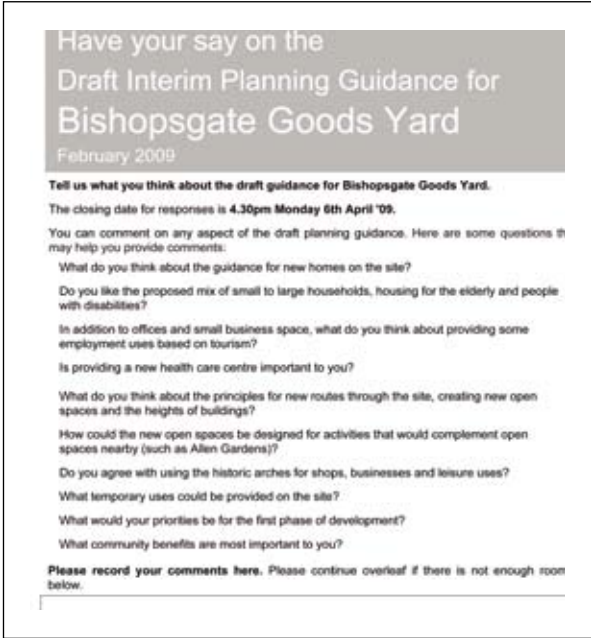 Have your say on the
Draft Interim Planning Guidance for
Bishopsgate Goods Yard
February 2009
Tell us what you think about the draft guidance for Bishopsgate Goods Yard.
The closing date for responses is 4.30pm Monday 6th April '09.
You can comment on any aspect of the draft planning guidance. Here are some questions th
may help you provide comments:
What do you think about the guidance for new homes on the site?
Do you like the proposed mix of small to large households, housing for the elderly and people
with disabilities?
In addition to offices and small business space, what do you think about providing some
employment uses based on tourism?
Is providing a new health care centre important to you?
What do you think about the principles for new routes through the site, creating new open
spaces and the heights of buildings?
How could the new open spaces be designed for activities that would complement open
spaces nearby (such as Allen Gardens)?
Do you agree with using the historic arches for shops, businesses and leisure uses?
What temporary uses could be provided on the site?
What would your priorities be for the first phase of development?
What community benefits are most important to you?
Please record your comments here. Please continue overleaf if there is not enough room
below.